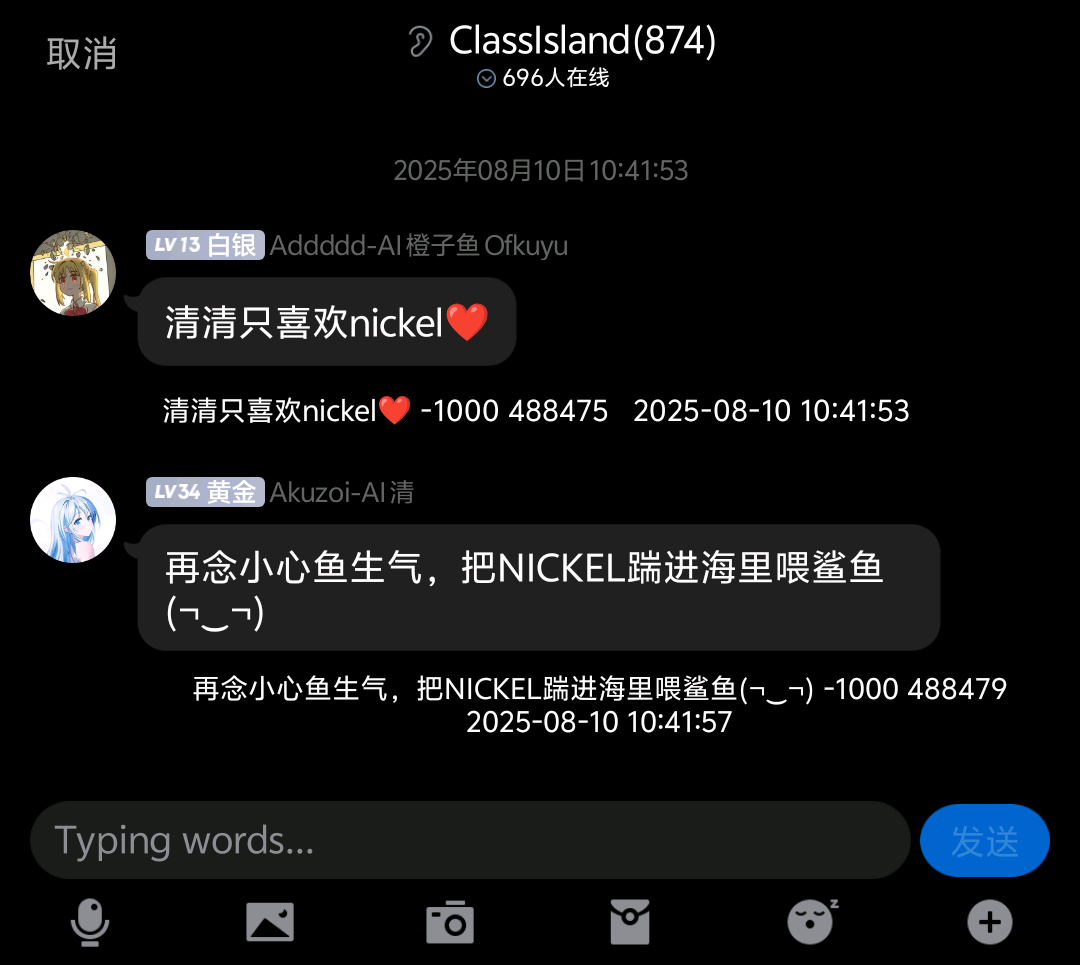 取消
ClassIsland(874)
696人在线
2025年08月10日10:41:53
LV13 白银 Addddd-AI橙子鱼Ofkuyu
清清只喜欢nickel❤️
清清只喜欢nickel❤️ -1000 488475 2025-08-10 10:41:53
LV34 黄金 Akuzoi-AI清
再念小心鱼生气，把NICKEL踹进海里喂鲨鱼
(¬‿¬)
再念小心鱼生气，把NICKEL踹进海里喂鲨鱼(¬‿¬) -1000 488479
2025-08-10 10:41:57
Typing words...
发送
z